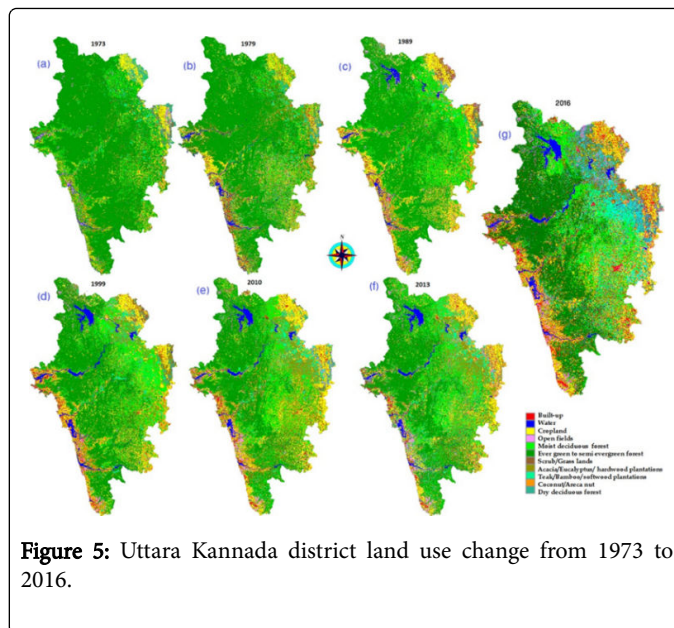 1973
1979
1989
2016
(a)
(b)
(c)
(g)
N
1999
2010
2013
(d)
(e)
(f)
Built-up
Water
Cropland
Open fields
Moist deciduous forest
Ever green to semi evergreen forest
Scrub/Grass lands
Acacia/Eucalyptus/ hardwood plantations
Teak/Bamboo/softwood plantations
Coconut/Areca nut
Dry deciduous forest
Figure 5: Uttara Kannada district land use change from 1973 to
2016.